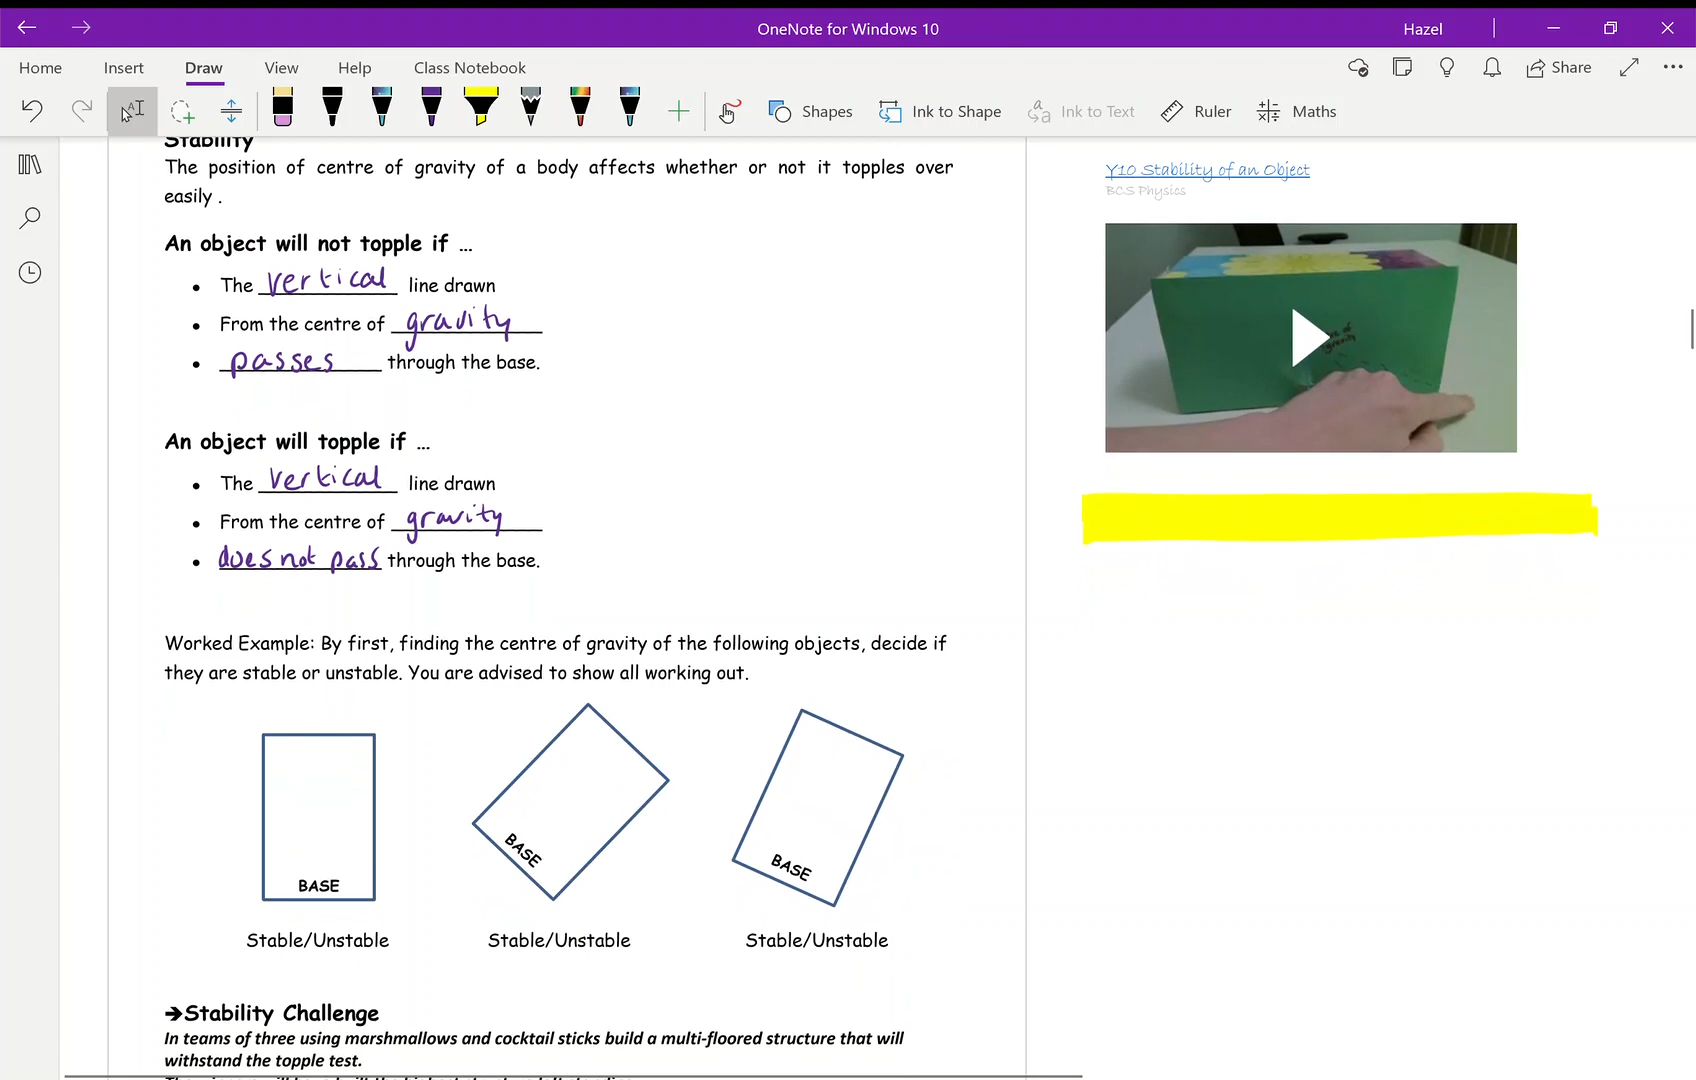 OneNote for Windows 10
Hazel
Home Insert Draw View Help Class Notebook
Share
Shapes Ink to Shape Ink to Text Ruler Maths
Stability
The position of centre of gravity of a body affects whether or not it topples over
easily .
An object will not topple if ...
• The vertical line drawn
• From the centre of gravity
• passes through the base.
An object will topple if ...
• The vertical line drawn
• From the centre of gravity
• does not pass through the base.
Worked Example: By first, finding the centre of gravity of the following objects, decide if
they are stable or unstable. You are advised to show all working out.
BASE BASE BASE
Stable/Unstable Stable/Unstable Stable/Unstable
➔Stability Challenge
In teams of three using marshmallows and cocktail sticks build a multi-floored structure that will
withstand the topple test.
Y10 Stability of an Object
BCS Physics
gravity